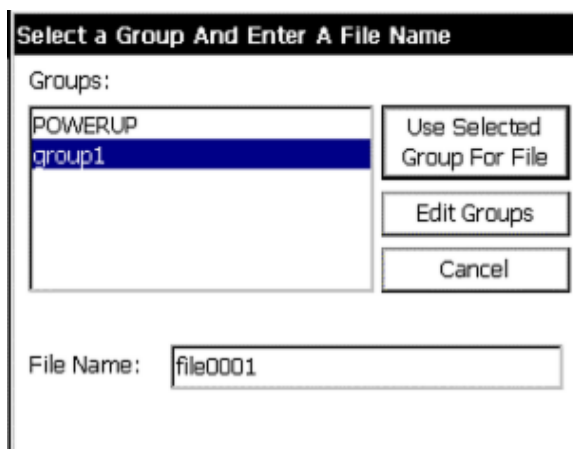 Select a Group And Enter A File Name
Groups:
POWERUP
group1
Use Selected
Group For File
Edit Groups
Cancel
File Name:
file0001